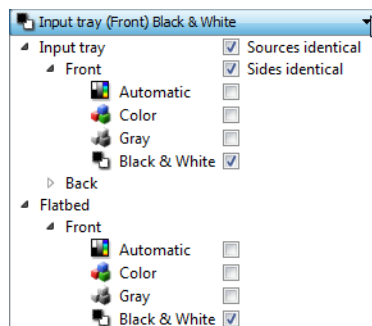 Input tray (Front) Black & White
Input tray Sources identical
Front Sides identical
Automatic
Color
Gray
Black & White
Back
Flatbed
Front
Automatic
Color
Gray
Black & White